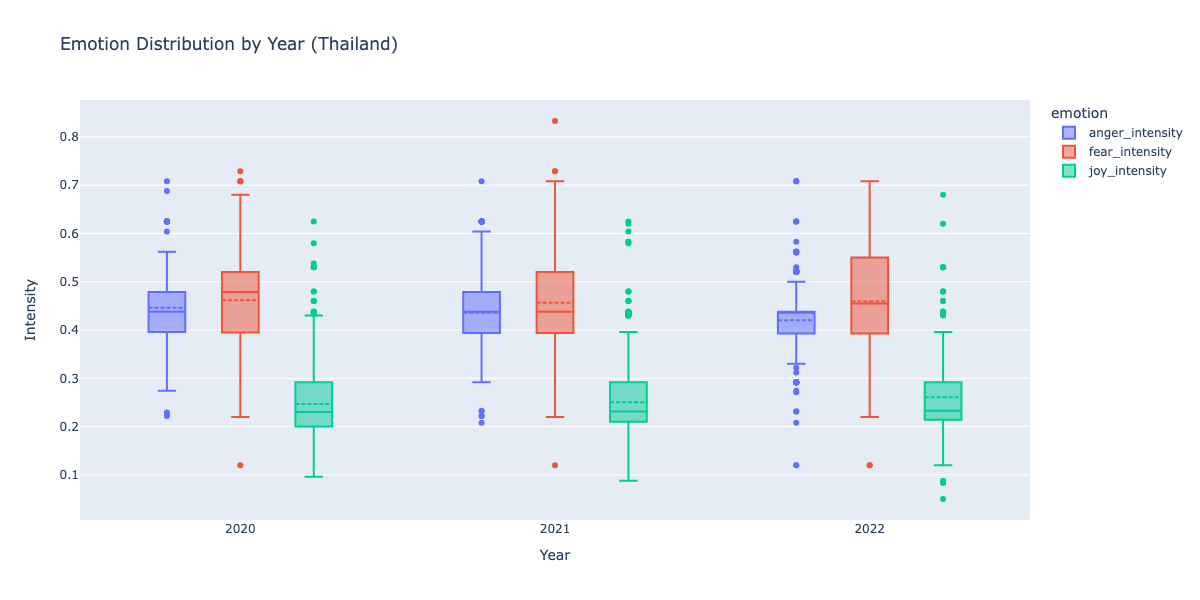 Emotion Distribution by Year (Thailand)
emotion
anger_intensity
fear_intensity
joy_intensity
Intensity
0.8
0.7
0.6
0.5
0.4
0.3
0.2
0.1
2020
2021
2022
Year